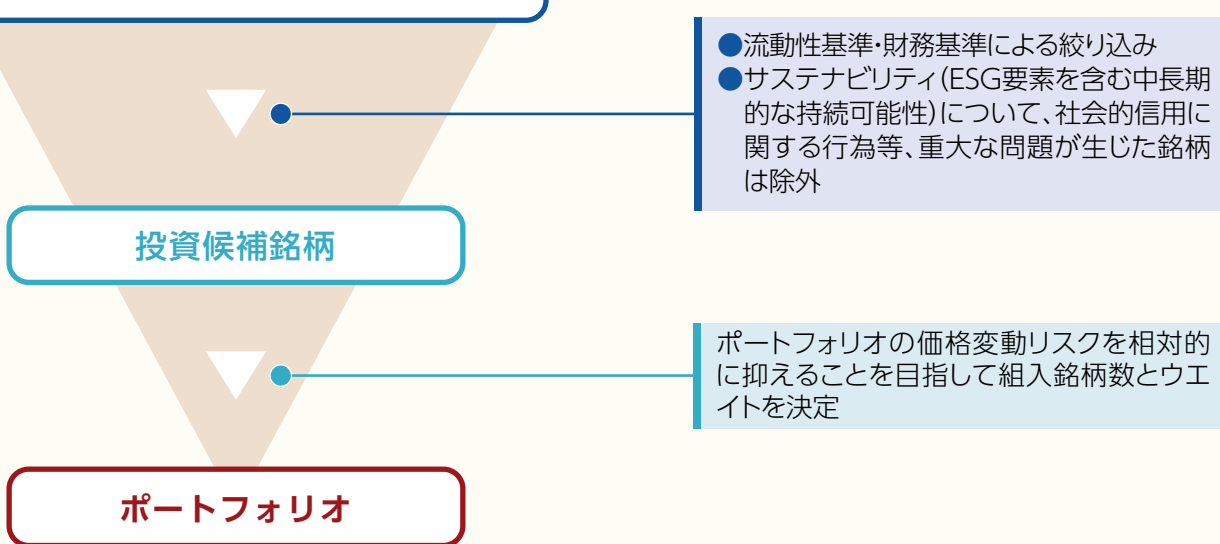 ●流動性基準・財務基準による絞り込み
●サステナビリティ(ESG要素を含む中長期
的な持続可能性)について、社会的信用に
関する行為等、重大な問題が生じた銘柄
は除外
投資候補銘柄
ポートフォリオの価格変動リスクを相対的
に抑えることを目指して組入銘柄数とウエ
イトを決定
ポートフォリオ